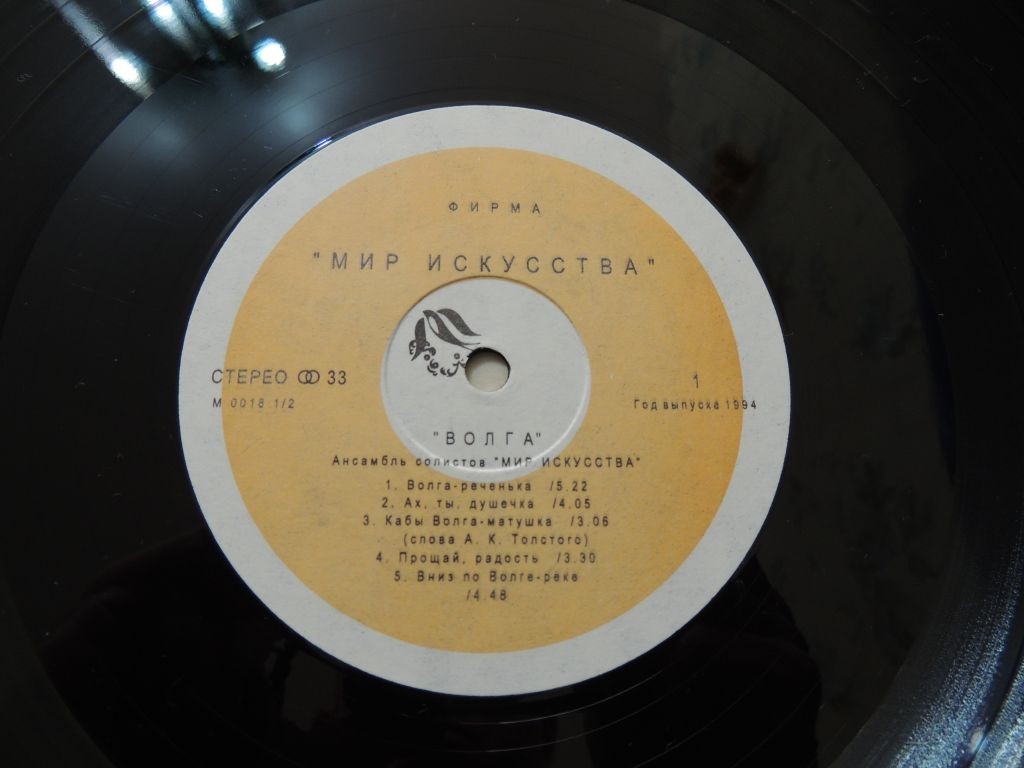 ФИРМА
"МИР ИСКУССТВА"
СТЕРЕО 33
М 0018 1/2
1
Год выпуска 1994
"ВОЛГА"
Ансамбль солистов "МИР ИСКУССТВА"
1. Волга-реченька /5.22
2. Ах, ты, душечка /4.05
3. Кабы Волга-матушка /3.06
(слова А. К. Толстого)
4. Прощай, радость /3.30
5. Вниз по Волге-реке
/4.48